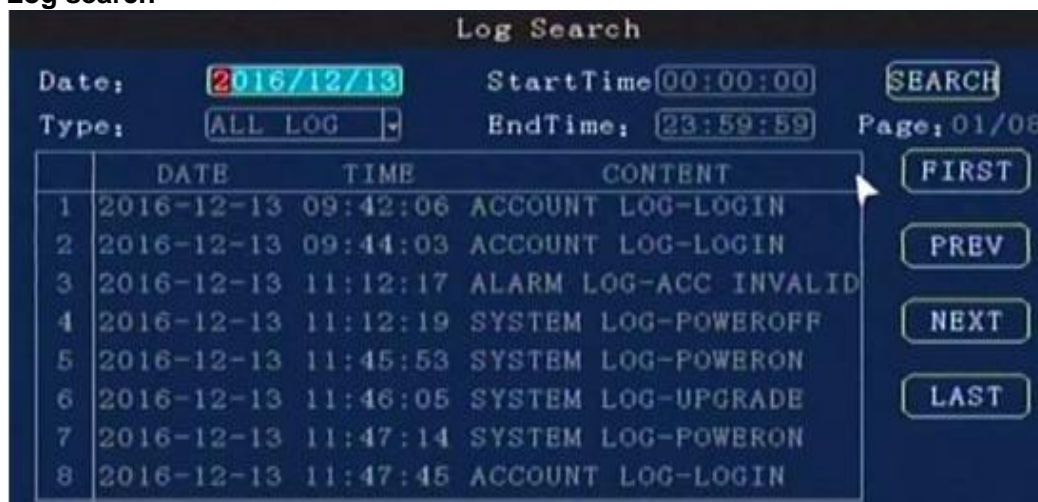 Log search
Log Search
Date: 2016/12/13 StartTime 00:00:00 SEARCH
Type: ALL LOG EndTime: 23:59:59 Page: 01/08
DATE TIME CONTENT FIRST
1 2016-12-13 09:42:06 ACCOUNT LOG-LOGIN
2 2016-12-13 09:44:03 ACCOUNT LOG-LOGIN PREV
3 2016-12-13 11:12:17 ALARM LOG-ACC INVALID
4 2016-12-13 11:12:19 SYSTEM LOG-POWEROFF NEXT
5 2016-12-13 11:45:53 SYSTEM LOG-POWERON
6 2016-12-13 11:46:05 SYSTEM LOG-UPGRADE LAST
7 2016-12-13 11:47:14 SYSTEM LOG-POWERON
8 2016-12-13 11:47:45 ACCOUNT LOG-LOGIN